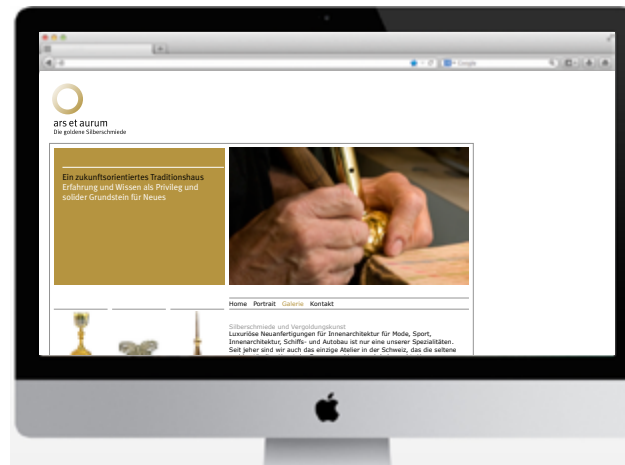 Google
ars et aurum
Die goldene Silberschmiede
Ein zukunftsorientiertes Traditionshaus
Erfahrung und Wissen als Privileg und
solider Grundstein für Neues
Home Portrait Galerie Kontakt
Silberschmiede und Vergoldungskunst
Luxuriöse Neuanfertigungen für Innenarchitektur für Mode, Sport,
Innenarchitektur, Schiffs- und Autobau ist nur eine unserer Spezialitäten.
Seit jeher sind wir auch das einzige Atelier in der Schweiz, das die seltene